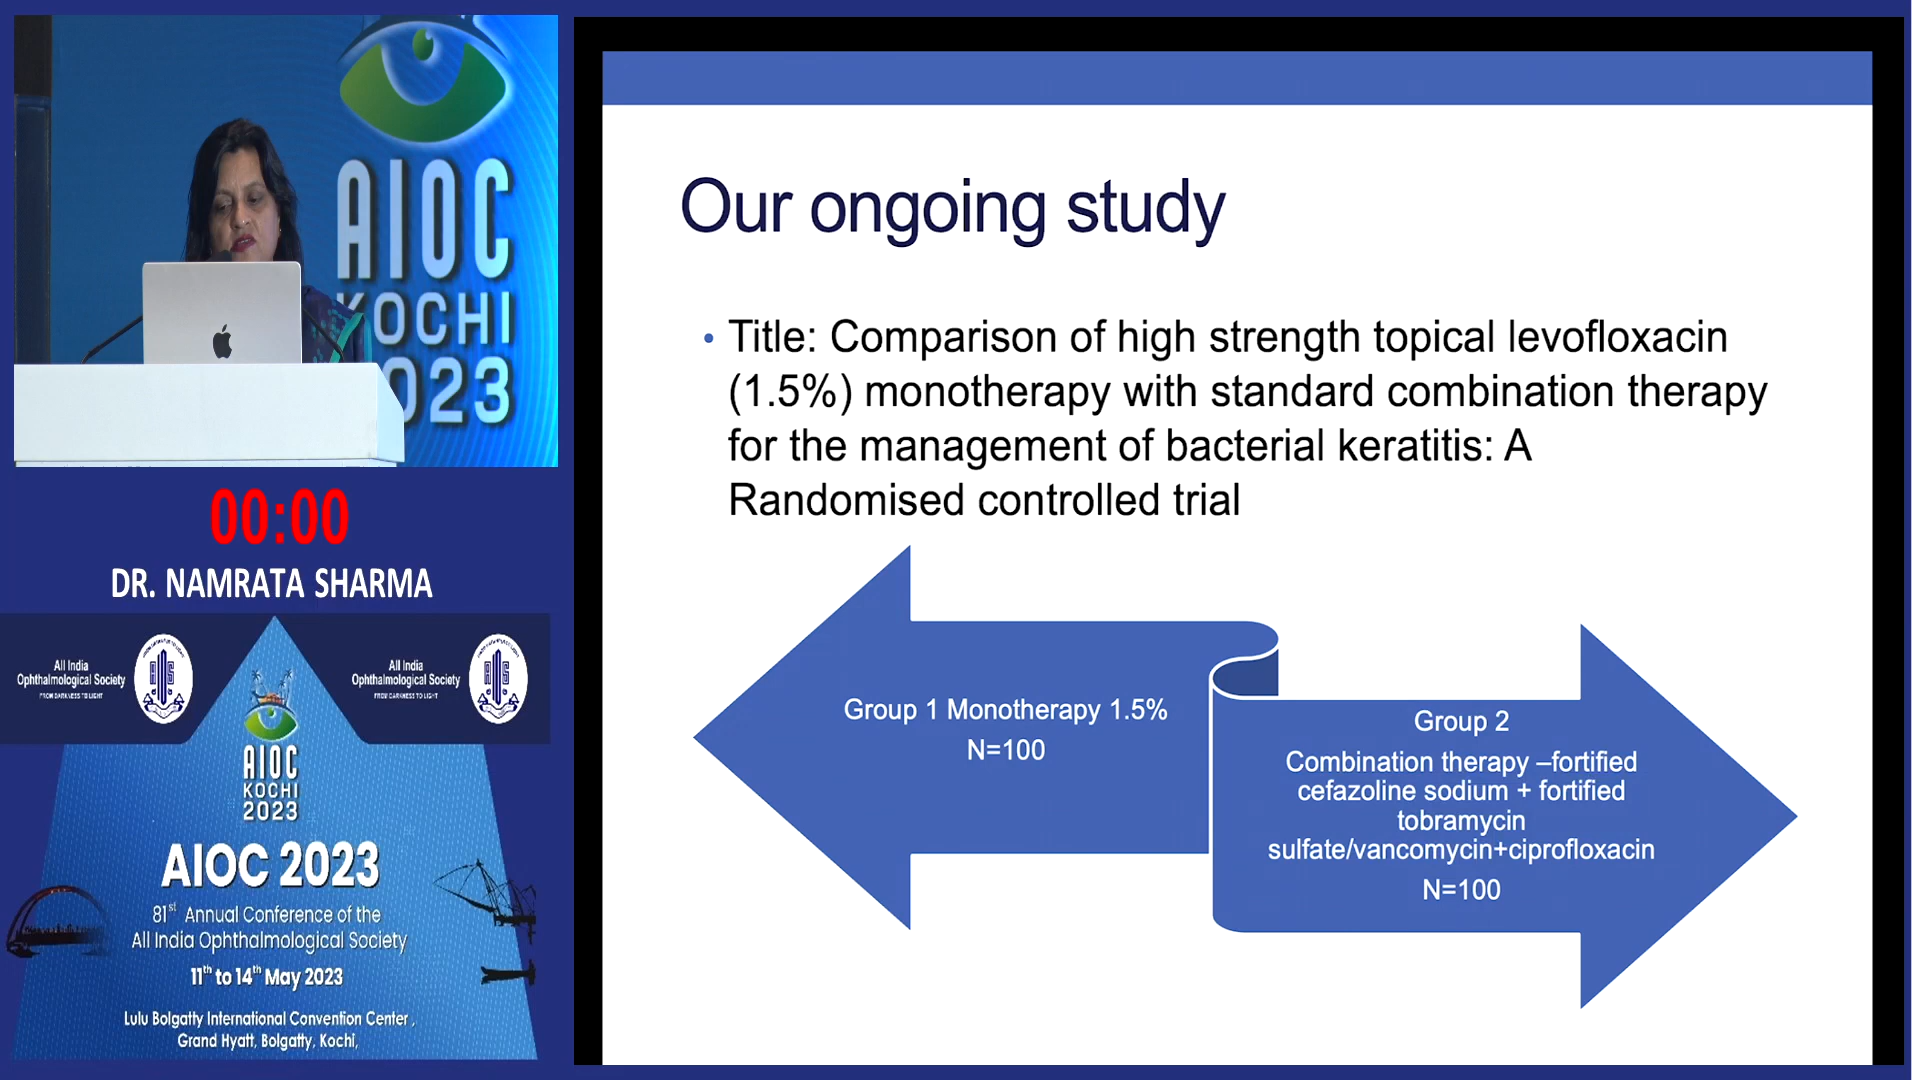 AIOC
KOCHI
2023
00:00
DR. NAMRATA SHARMA
All India
Ophthalmological Society
FROM DARKNESS TO LIGHT
All India
Ophthalmological Society
FROM DARKNESS TO LIGHT
AIOC
KOCHI
2023
AIOC 2023
81st Annual Conference of the
All India Ophthalmological Society
11th to 14th May 2023
Lulu Bolgatty International Convention Center ,
Grand Hyatt, Bolgatty, Kochi,
Our ongoing study
• Title: Comparison of high strength topical levofloxacin
(1.5%) monotherapy with standard combination therapy
for the management of bacterial keratitis: A
Randomised controlled trial
Group 1 Monotherapy 1.5%
N=100
Group 2
Combination therapy –fortified
cefazoline sodium + fortified
tobramycin
sulfate/vancomycin+ciprofloxacin
N=100